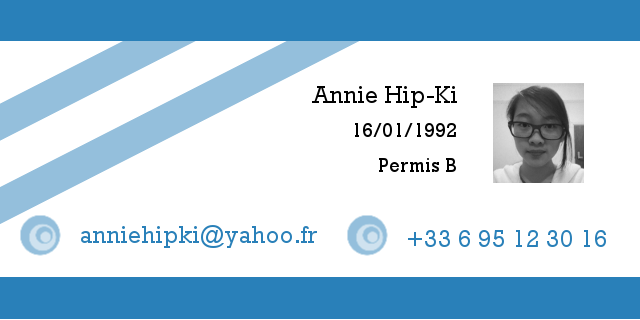 Annie Hip-Ki
16/01/1992
Permis B
anniehipki@yahoo.fr
+33 6 95 12 30 16